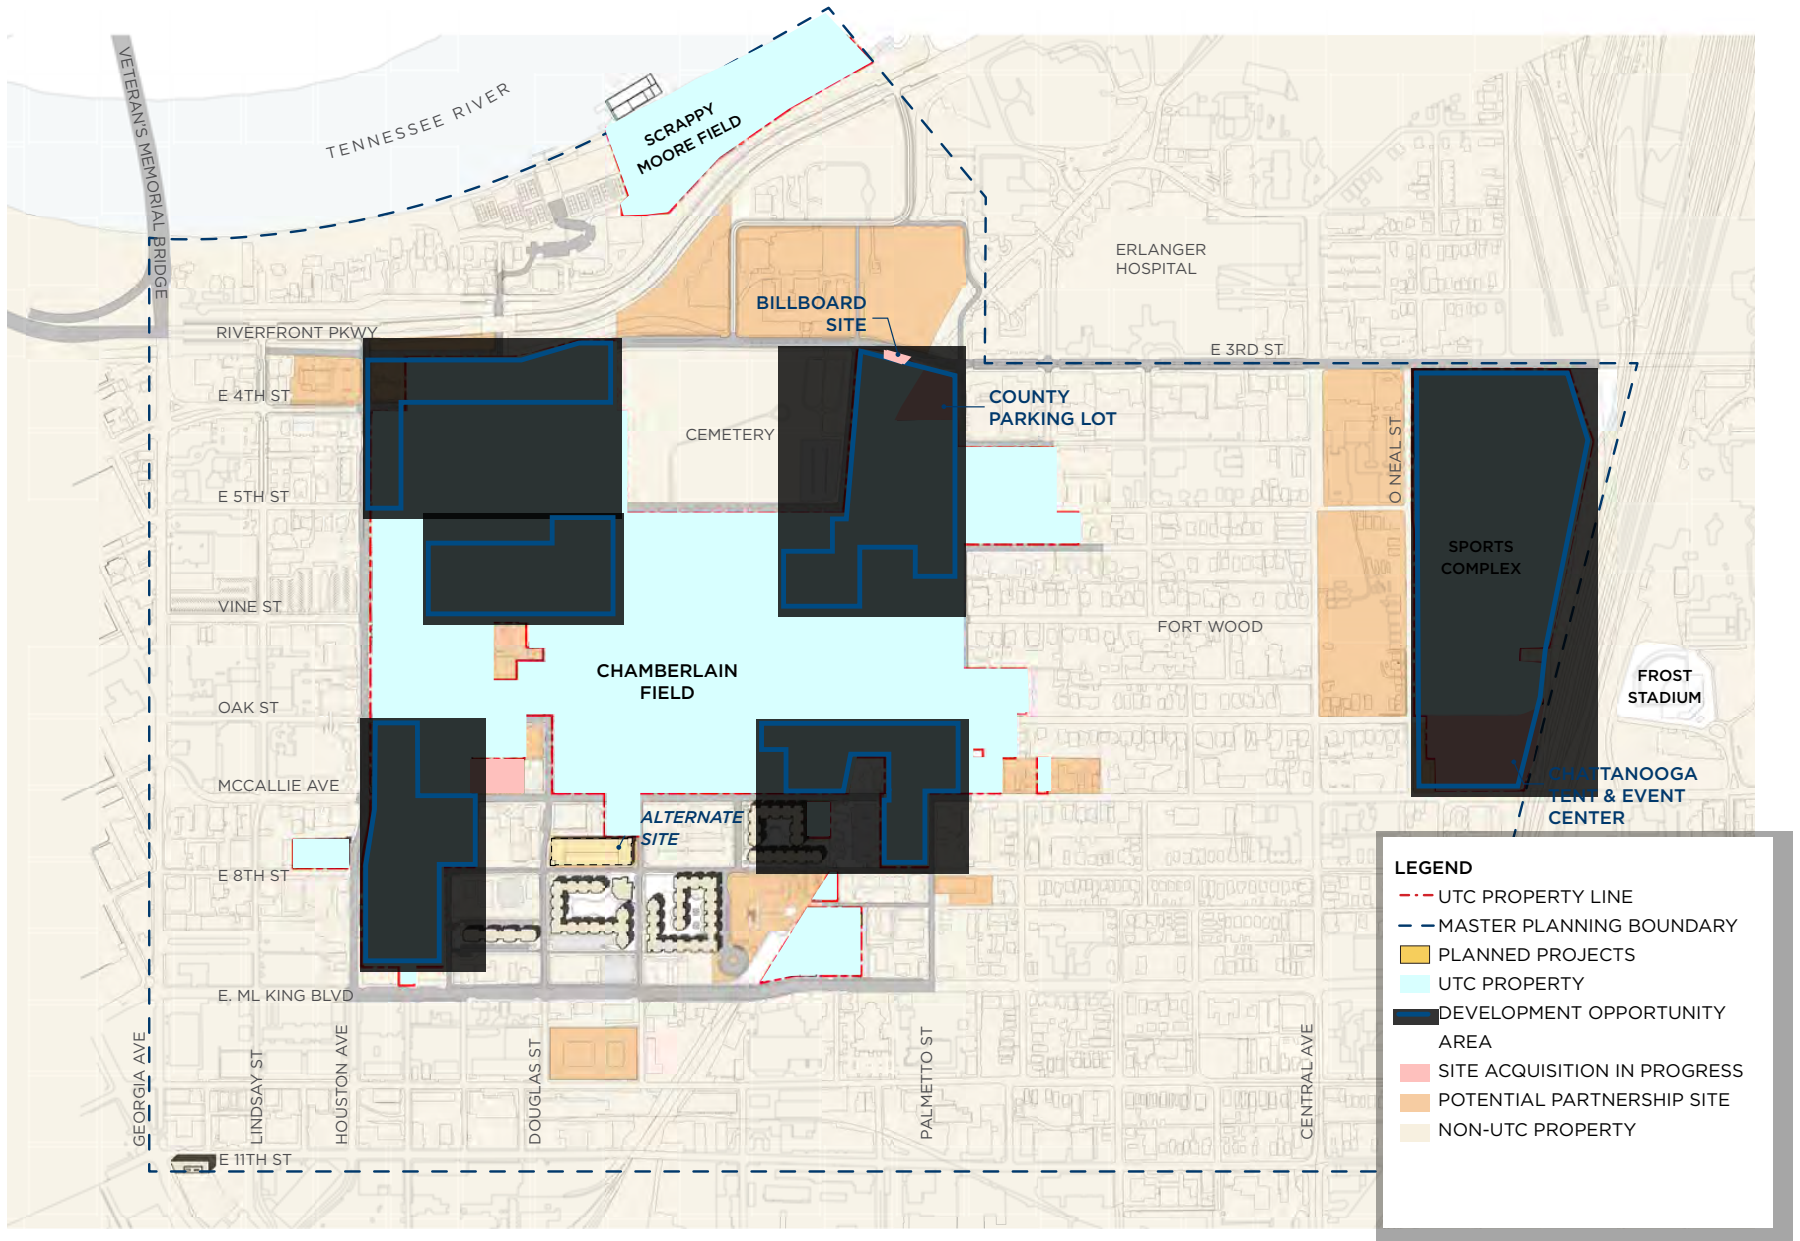 VETERAN'S MEMORIAL BRIDGE
TENNESSEE RIVER
SCRAPPY
MOORE FIELD
ERLANGER
HOSPITAL
BILLBOARD
SITE
RIVERFRONT PKWY
E 3RD ST
E 4TH ST
COUNTY
PARKING LOT
CEMETERY
O NEAL ST
E 5TH ST
SPORTS
COMPLEX
VINE ST
FORT WOOD
CHAMBERLAIN
FIELD
FROST
STADIUM
OAK ST
MCCALLIE AVE
CHATTANOOGA
TENT & EVENT
CENTER
ALTERNATE
SITE
E 8TH ST
E. ML KING BLVD
GEORGIA AVE
LINDSAY ST
HOUSTON AVE
DOUGLAS ST
PALMETTO ST
CENTRAL AVE
E 11TH ST
LEGEND
UTC PROPERTY LINE
MASTER PLANNING BOUNDARY
PLANNED PROJECTS
UTC PROPERTY
DEVELOPMENT OPPORTUNITY
AREA
SITE ACQUISITION IN PROGRESS
POTENTIAL PARTNERSHIP SITE
NON-UTC PROPERTY